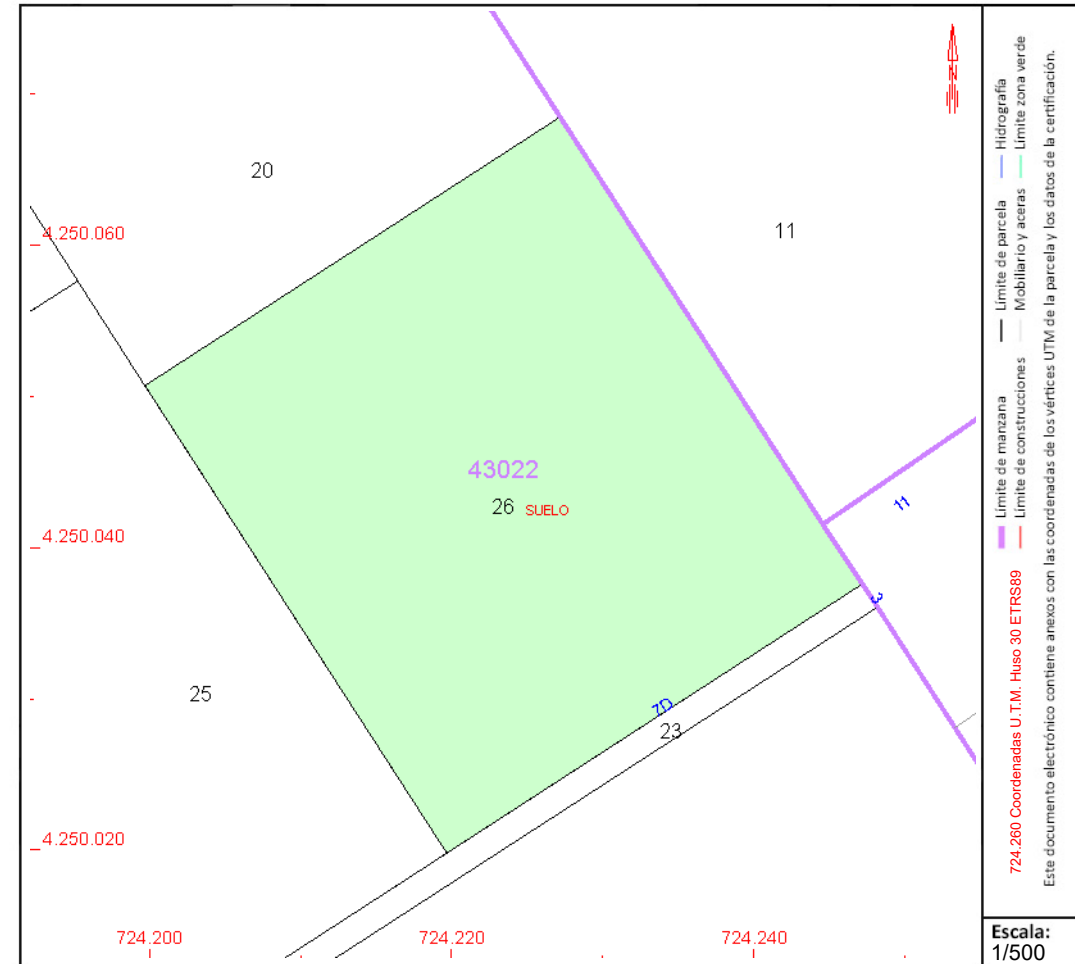 N
20
11
4.250.060
43022
26 SUELO
11
4.250.040
3
25
7D
23
4.250.020
724.200
724.220
724.240
724.260 Coordenadas U.T.M. Huso 30 ETRS89
Límite de manzana
Límite de parcela
Hidrografía
Límite de construcciones
Mobiliario y aceras
Límite zona verde
Este documento electrónico contiene anexos con las coordenadas de los vértices UTM de la parcela y los datos de la certificación.
Escala:
1/500